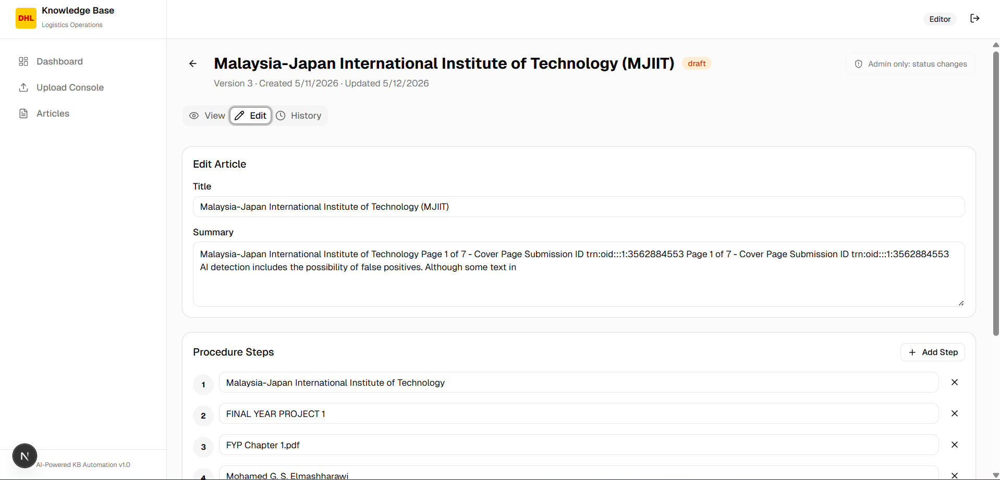 DHL
Knowledge Base
Logistics Operations
Editor
Dashboard
Upload Console
Articles
Malaysia-Japan International Institute of Technology (MJIIT)
draft
Admin only: status changes
Version 3 · Created 5/11/2026 · Updated 5/12/2026
View
Edit
History
Edit Article
Title
Malaysia-Japan International Institute of Technology (MJIIT)
Summary
Malaysia-Japan International Institute of Technology Page 1 of 7 - Cover Page Submission ID trn:oid:::1:3562884553 Page 1 of 7 - Cover Page Submission ID trn:oid:::1:3562884553
AI detection includes the possibility of false positives. Although some text in
Procedure Steps
Add Step
1
Malaysia-Japan International Institute of Technology
2
FINAL YEAR PROJECT 1
3
FYP Chapter 1.pdf
4
Mohamed G. S. Elmashharawi
N
AI-Powered KB Automation v1.0